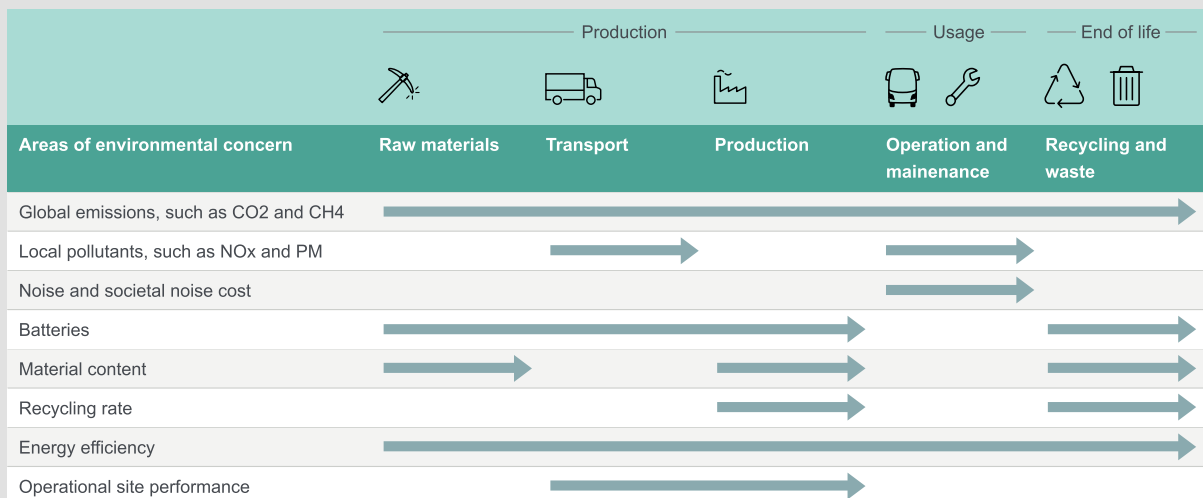 Production Usage End of life
Areas of environmental concern Raw materials Transport Production Operation and Recycling and
mainenance waste
Global emissions, such as CO2 and CH4
Local pollutants, such as NOx and PM
Noise and societal noise cost
Batteries
Material content
Recycling rate
Energy efficiency
Operational site performance